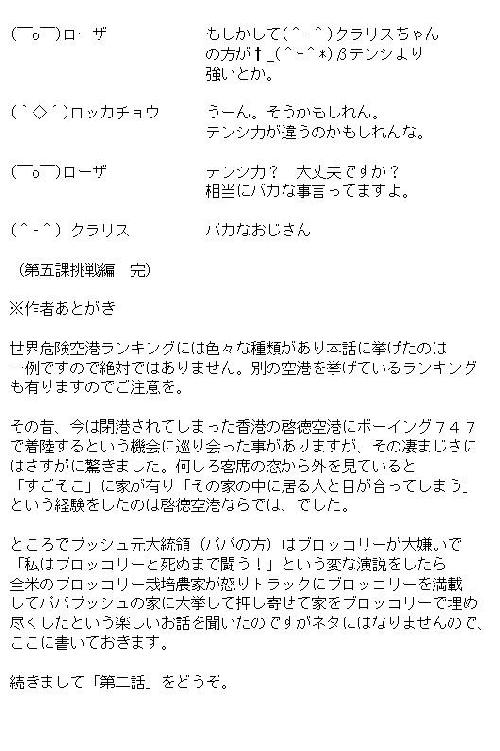 (￣o￣)ローザ　もしかして(＾_＾)クラリスちゃん
の方が†_(^-^*)βテンシより
強いとか。
(｀◇´)ロッカチョウ　うーん。そうかもしれん。
テンシ力が違うのかもしれんな。
(￣o￣)ローザ　テンシ力？　大丈夫ですか？
相当にバカな事言ってますよ。
(＾-＾) クラリス　バカなおじさん
（第五課挑戦編　完）
※作者あとがき
世界危険空港ランキングには色々な種類があり本話に挙げたのは
一例ですので絶対ではありません。別の空港を挙げているランキング
も有りますのでご注意を。
その昔、今は閉港されてしまった香港の啓徳空港にボーイング７４７
で着陸するという機会に巡り会った事がありますが、その凄まじさに
はさすがに驚きました。何しろ客席の窓から外を見ていると
「すごそこ」に家が有り「その家の中に居る人と目が合ってしまう」
という経験をしたのは啓徳空港ならでは、でした。
ところでブッシュ元大統領（パパの方）はブロッコリーが大嫌いで
「私はブロッコリーと死ぬまで闘う！」という変な演説をしたら
全米のブロッコリー栽培農家が怒りトラックにブロッコリーを満載
してパパブッシュの家に大挙して押し寄せて家をブロッコリーで埋め
尽くしたという楽しいお話を聞いたのですがネタにはなりませんので、
ここに書いておきます。
続きまして「第二話」をどうぞ。